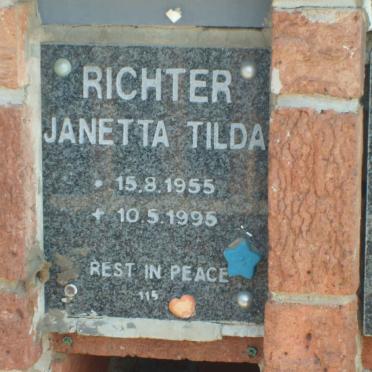 RICHTER
JANETTA TILDA
* 15.8.1955
+ 10.5.1995
REST IN PEACE
115